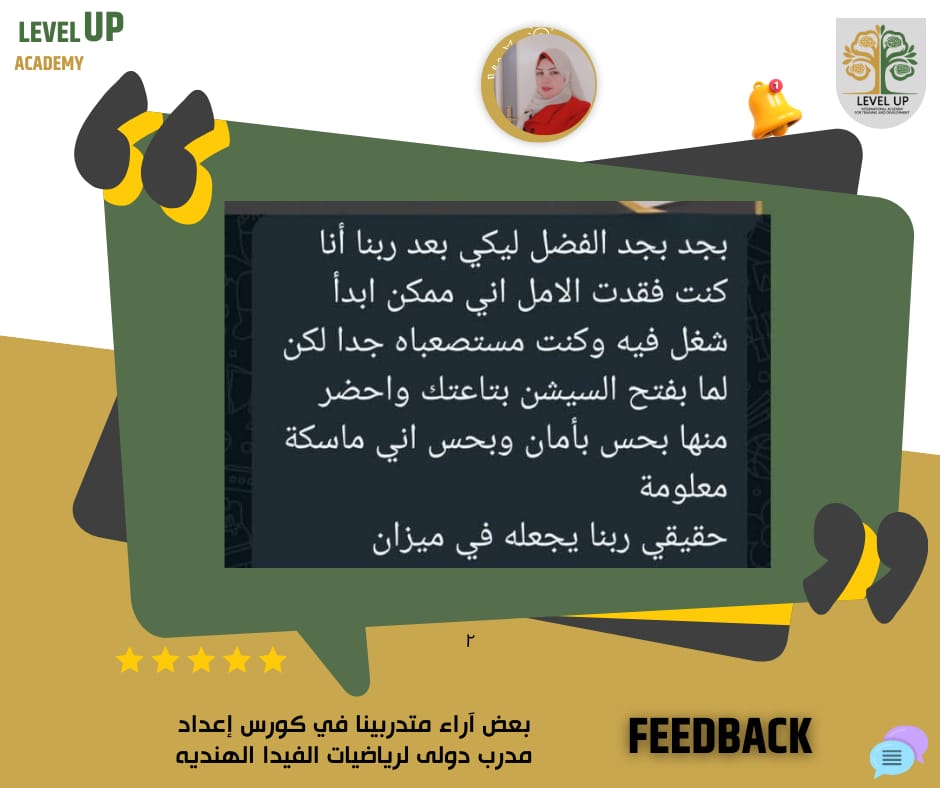 LEVEL UP
ACADEMY
1
LEVEL UP
INTERNATIONAL ACADEMY
FOR TRAINING AND DEVELOPMENT
بجد بجد الفضل ليكي بعد ربنا أنا
كنت فقدت الامل اني ممكن ابدأ
شغل فيه وكنت مستصعباه جدا لكن
لما بفتح السيشن بتاعتك واحضر
منها بحس بأمان وبحس اني ماسكة
معلومة
حقيقي ربنا يجعله في ميزان
٢
بعض آراء متدربينا في كورس إعداد
مدرب دولى لرياضيات الفيدا الهنديه
FEEDBACK